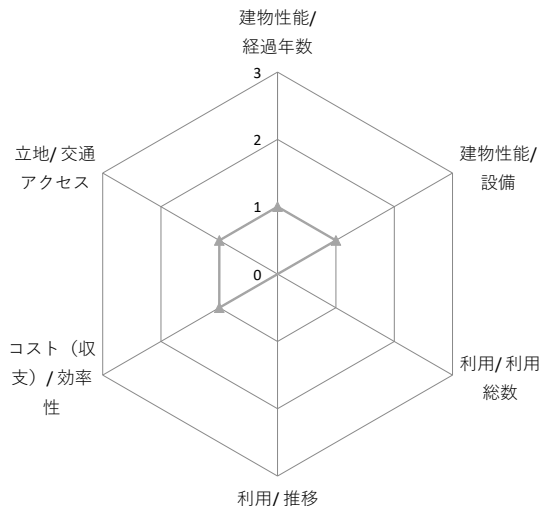 建物性能/
経過年数
3
2
1
0
建物性能/
設備
利用/ 利用
総数
利用/ 推移
コスト（収
支）/ 効率
性
立地/ 交通
アクセス